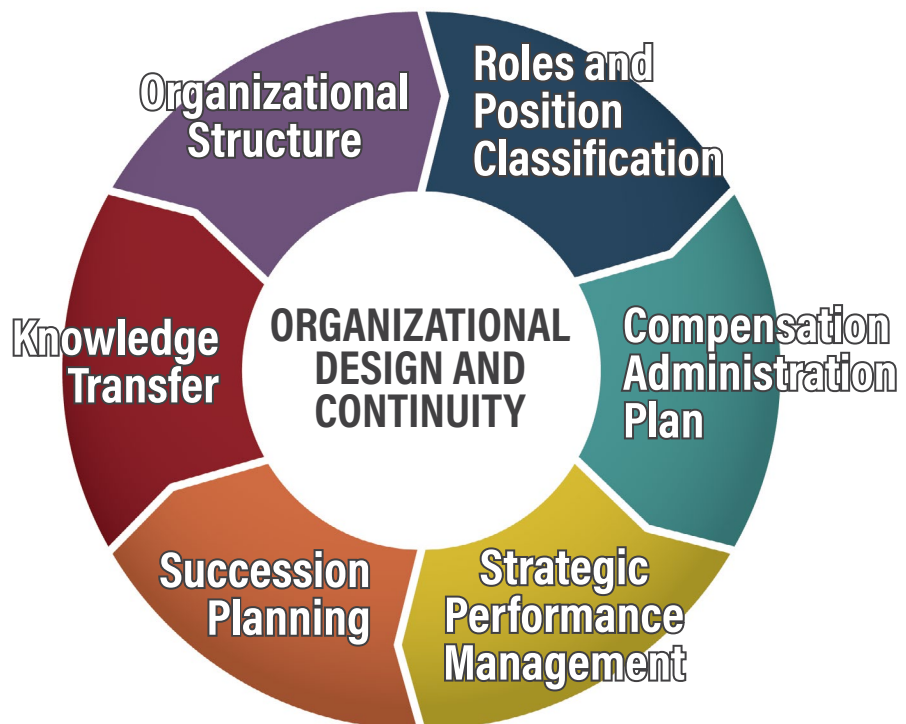 Organizational
Structure
Roles and
Position
Classification
Compensation
Administration
Plan
Strategic
Performance
Management
Succession
Planning
Knowledge
Transfer
ORGANIZATIONAL
DESIGN AND
CONTINUITY